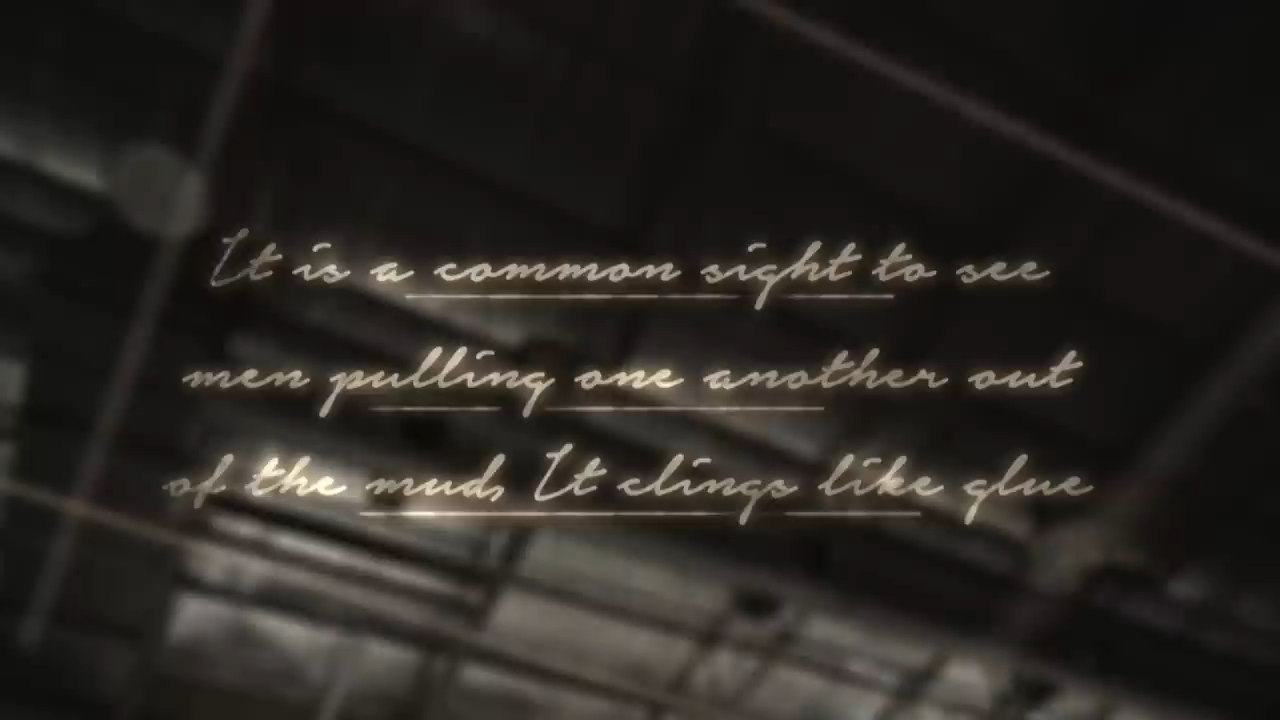 It is a common sight to see
men pulling one another out
of the mud, It clings like glue